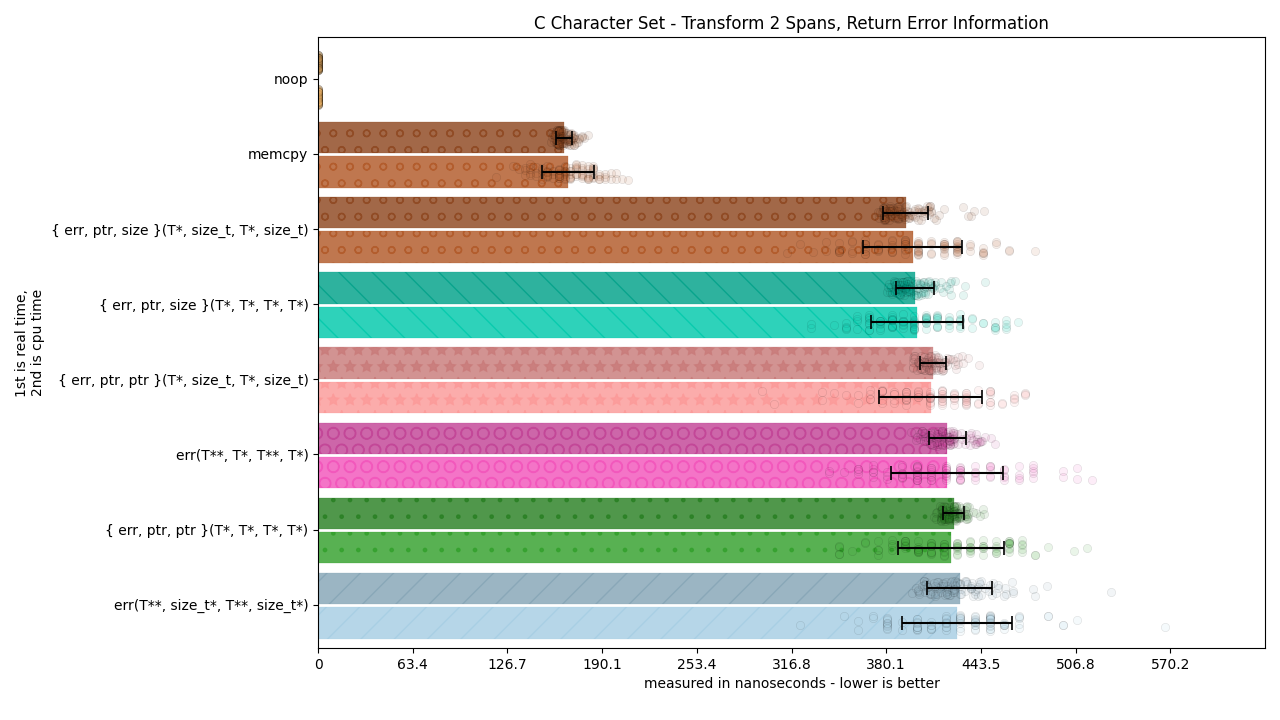 C Character Set - Transform 2 Spans, Return Error Information
noop
memcpy
{ err, ptr, size }(T*, size_t, T*, size_t)
{ err, ptr, size }(T*, T*, T*, T*)
{ err, ptr, ptr }(T*, size_t, T*, size_t)
err(T**, T*, T**, T*)
{ err, ptr, ptr }(T*, T*, T*, T*)
err(T**, size_t*, T**, size_t*)
1st is real time,
2nd is cpu time
0 63.4 126.7 190.1 253.4 316.8 380.1 443.5 506.8 570.2
measured in nanoseconds - lower is better